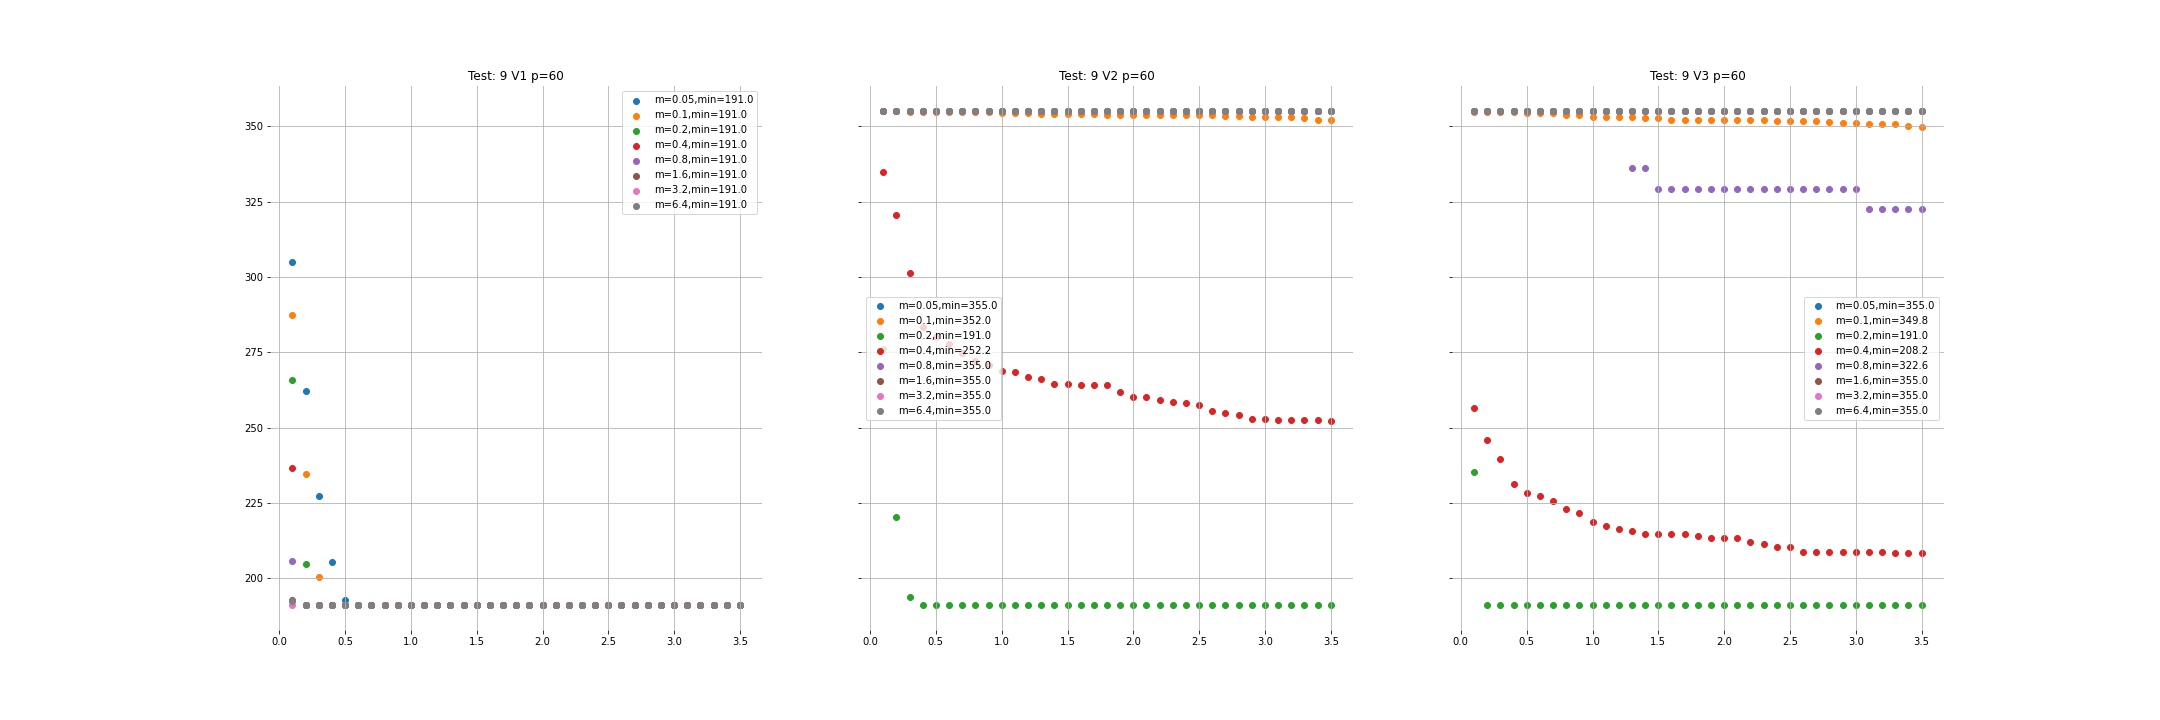 Test: 9 V1 p=60
350
325
300
275
250
225
200
0.0 0.5 1.0 1.5 2.0 2.5 3.0 3.5
m=0.05,min=191.0
m=0.1,min=191.0
m=0.2,min=191.0
m=0.4,min=191.0
m=0.8,min=191.0
m=1.6,min=191.0
m=3.2,min=191.0
m=6.4,min=191.0
Test: 9 V2 p=60
m=0.05,min=355.0
m=0.1,min=352.0
m=0.2,min=191.0
m=0.4,min=252.2
m=0.8,min=355.0
m=1.6,min=355.0
m=3.2,min=355.0
m=6.4,min=355.0
0.0 0.5 1.0 1.5 2.0 2.5 3.0 3.5
Test: 9 V3 p=60
m=0.05,min=355.0
m=0.1,min=349.8
m=0.2,min=191.0
m=0.4,min=208.2
m=0.8,min=322.6
m=1.6,min=355.0
m=3.2,min=355.0
m=6.4,min=355.0
0.0 0.5 1.0 1.5 2.0 2.5 3.0 3.5